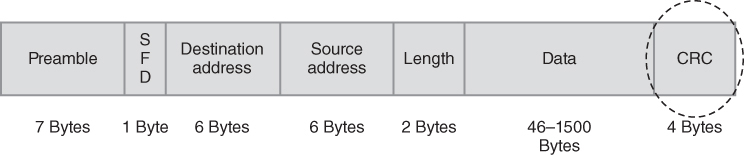 Preamble
S
F
D
Destination
address
Source
address
Length
Data
CRC
7 Bytes
1 Byte
6 Bytes
6 Bytes
2 Bytes
46–1500
Bytes
4 Bytes